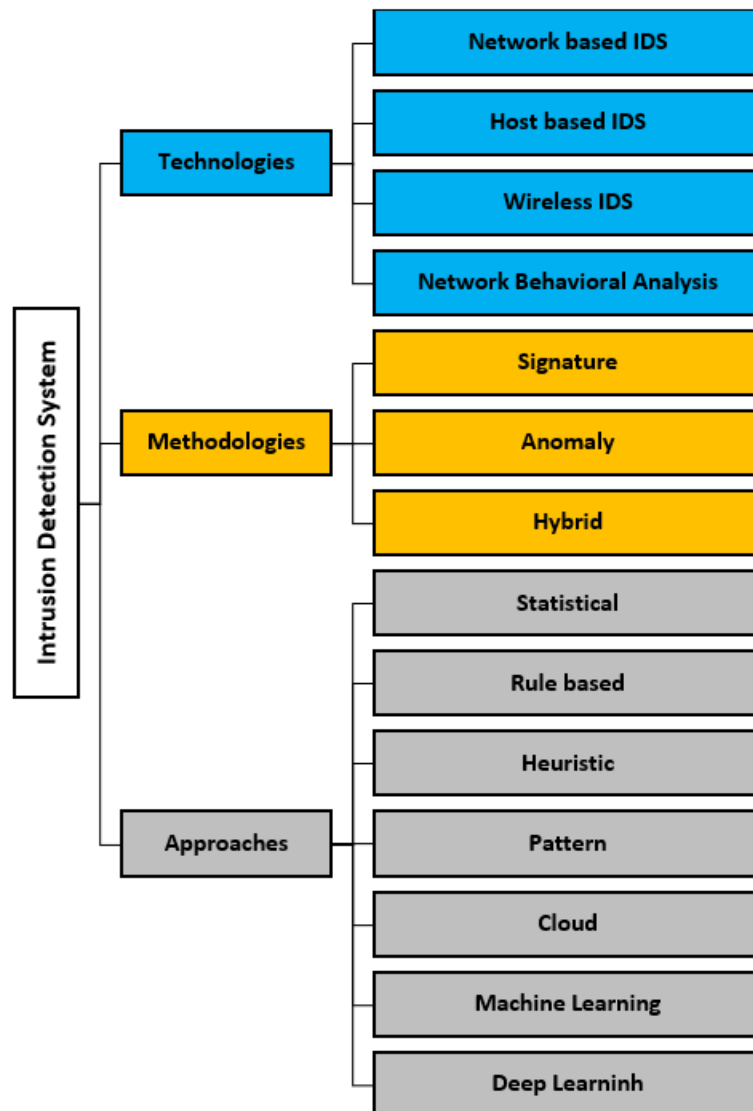 Intrusion Detection System
Technologies
Network based IDS
Host based IDS
Wireless IDS
Network Behavioral Analysis
Methodologies
Signature
Anomaly
Hybrid
Approaches
Statistical
Rule based
Heuristic
Pattern
Cloud
Machine Learning
Deep Learninh